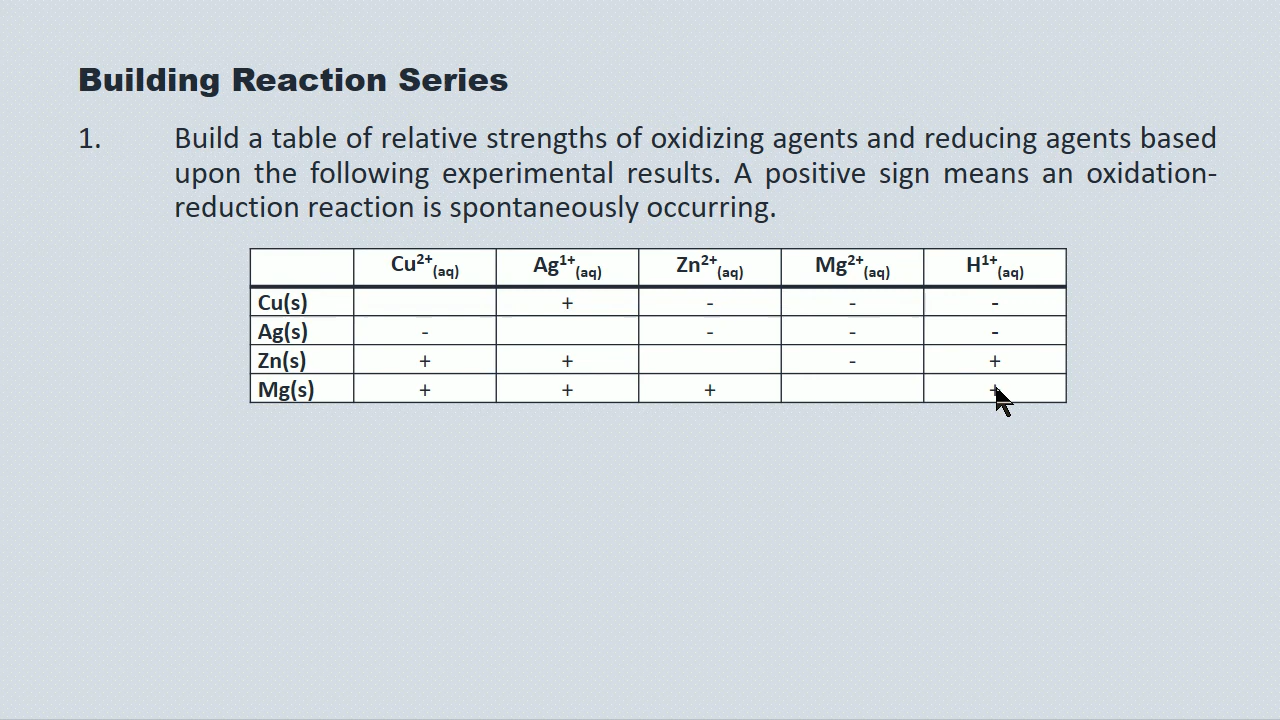 Building Reaction Series
1. Build a table of relative strengths of oxidizing agents and reducing agents based
upon the following experimental results. A positive sign means an oxidation-
reduction reaction is spontaneously occurring.
Cu²⁺(aq) Ag¹⁺(aq) Zn²⁺(aq) Mg²⁺(aq) H¹⁺(aq)
Cu(s) + - - -
Ag(s) - - - -
Zn(s) + + - +
Mg(s) + + + +